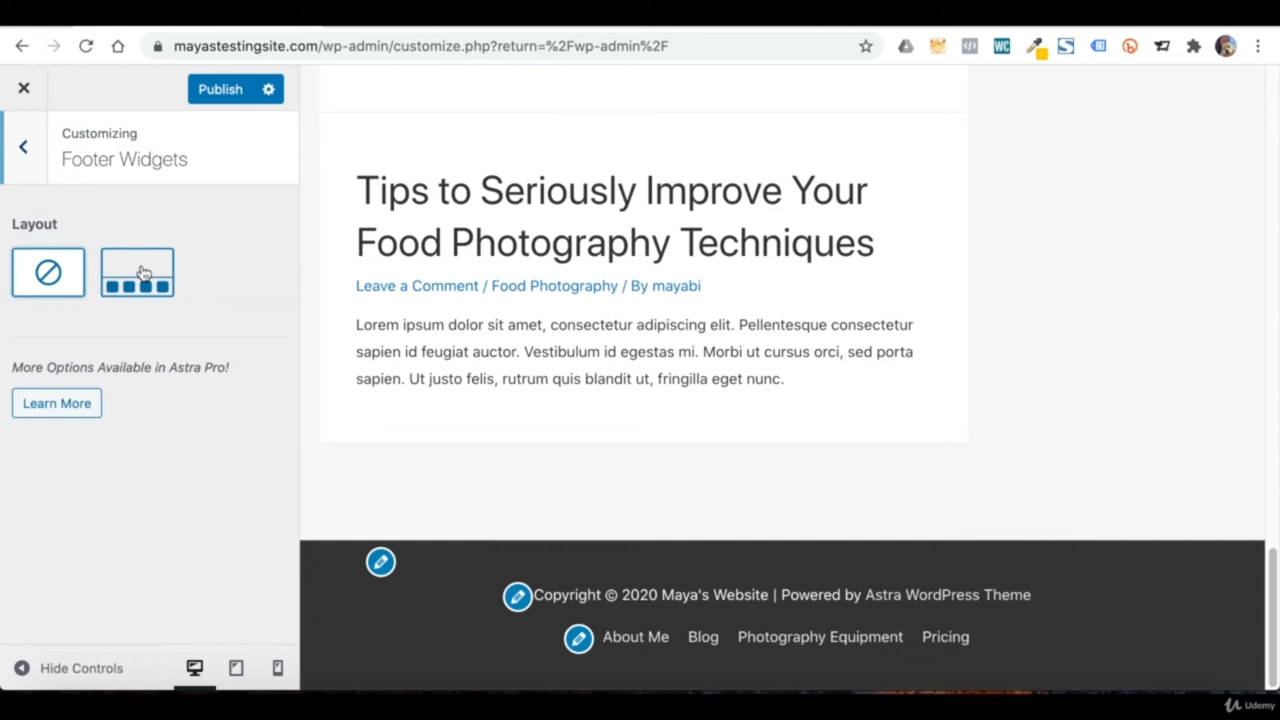 mayastestingsite.com/wp-admin/customize.php?return=%2Fwp-admin%2F
WC
Publish
Customizing
Footer Widgets
Layout
More Options Available in Astra Pro!
Learn More
Hide Controls
Tips to Seriously Improve Your
Food Photography Techniques
Leave a Comment / Food Photography / By mayabi
Lorem ipsum dolor sit amet, consectetur adipiscing elit. Pellentesque consectetur
sapien id feugiat auctor. Vestibulum id egestas mi. Morbi ut cursus orci, sed porta
sapien. Ut justo felis, rutrum quis blandit ut, fringilla eget nunc.
Copyright © 2020 Maya's Website | Powered by Astra WordPress Theme
About Me Blog Photography Equipment Pricing
Udemy